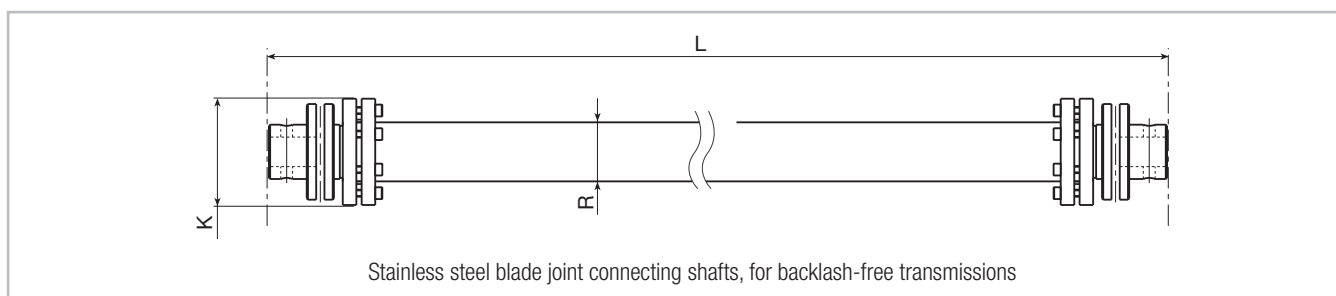 L
K
R
Stainless steel blade joint connecting shafts, for backlash-free transmissions